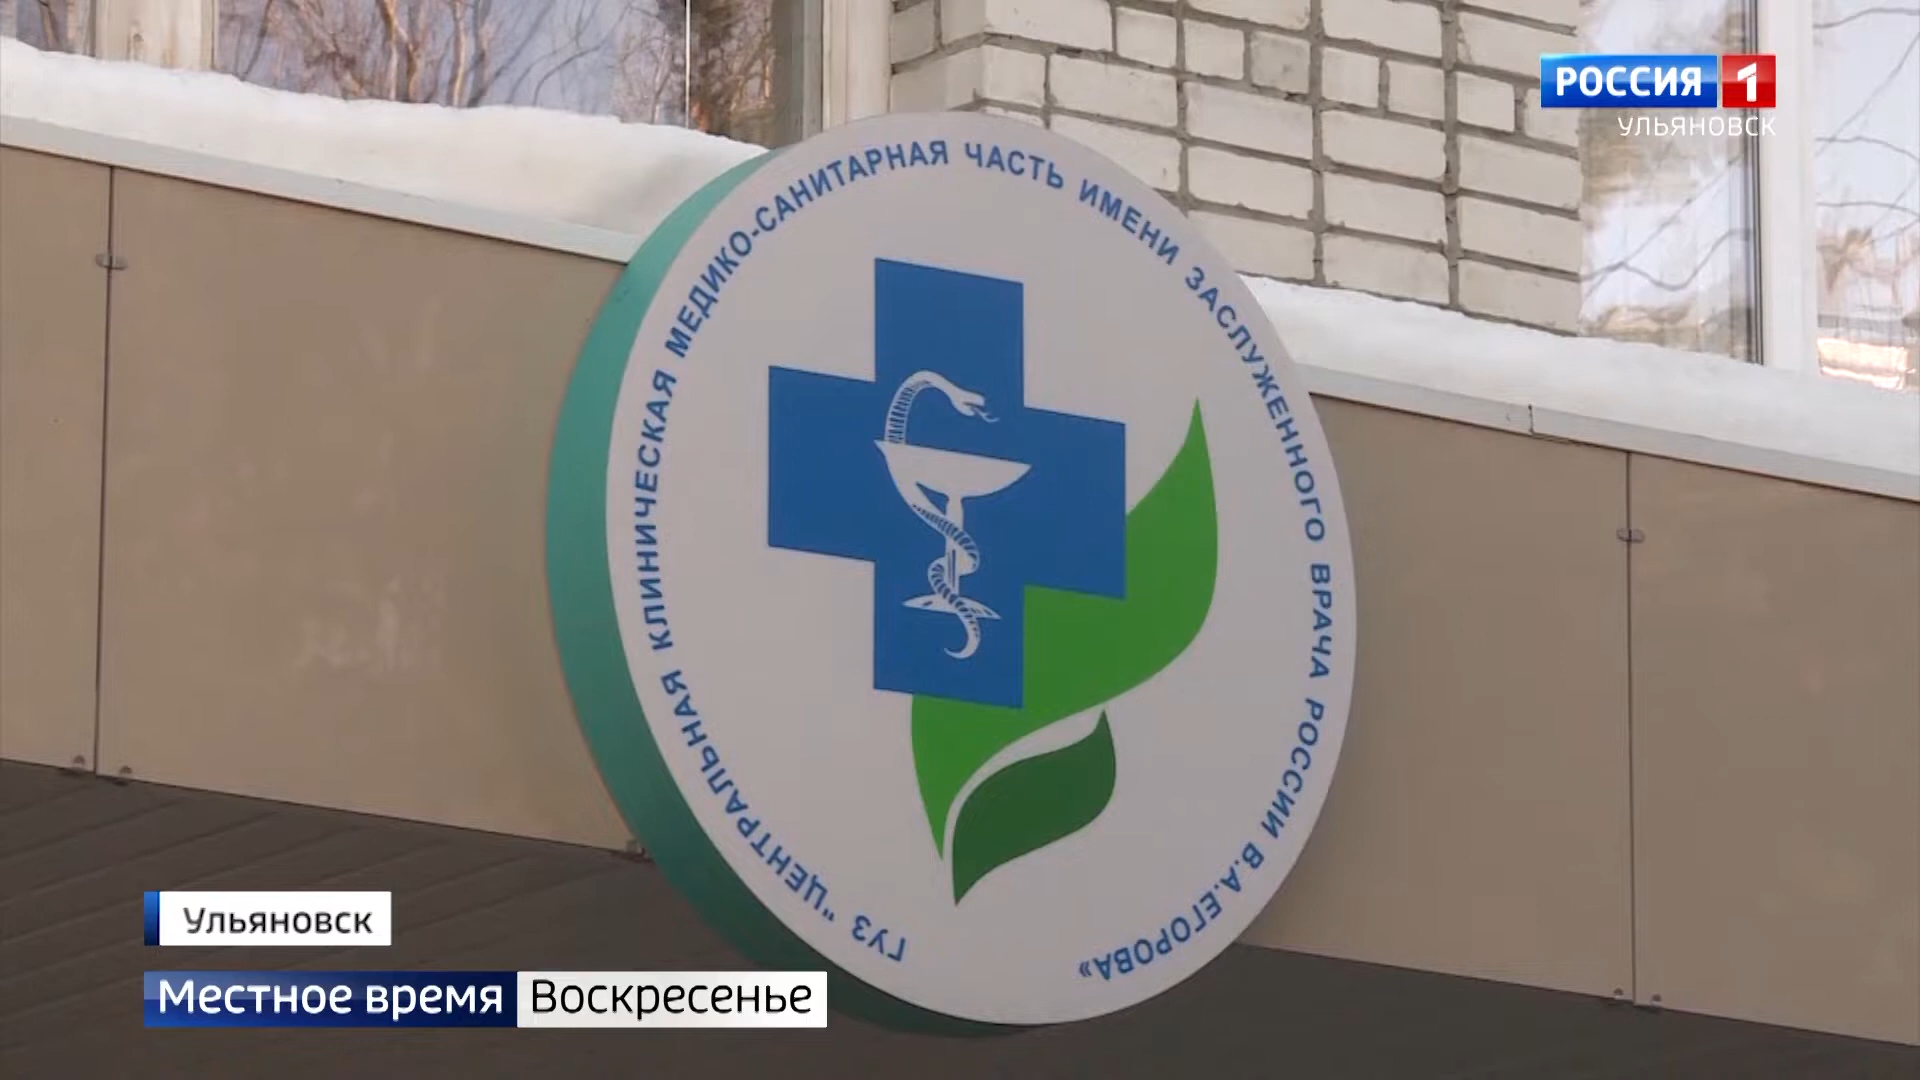 РОССИЯ 1
УЛЬЯНОВСК
ГУЗ "ЦЕНТРАЛЬНАЯ КЛИНИЧЕСКАЯ МЕДИКО-САНИТАРНАЯ ЧАСТЬ ИМЕНИ ЗАСЛУЖЕННОГО ВРАЧА РОССИИ В.А.ЕГОРОВА»
Ульяновск
Местное время Воскресенье